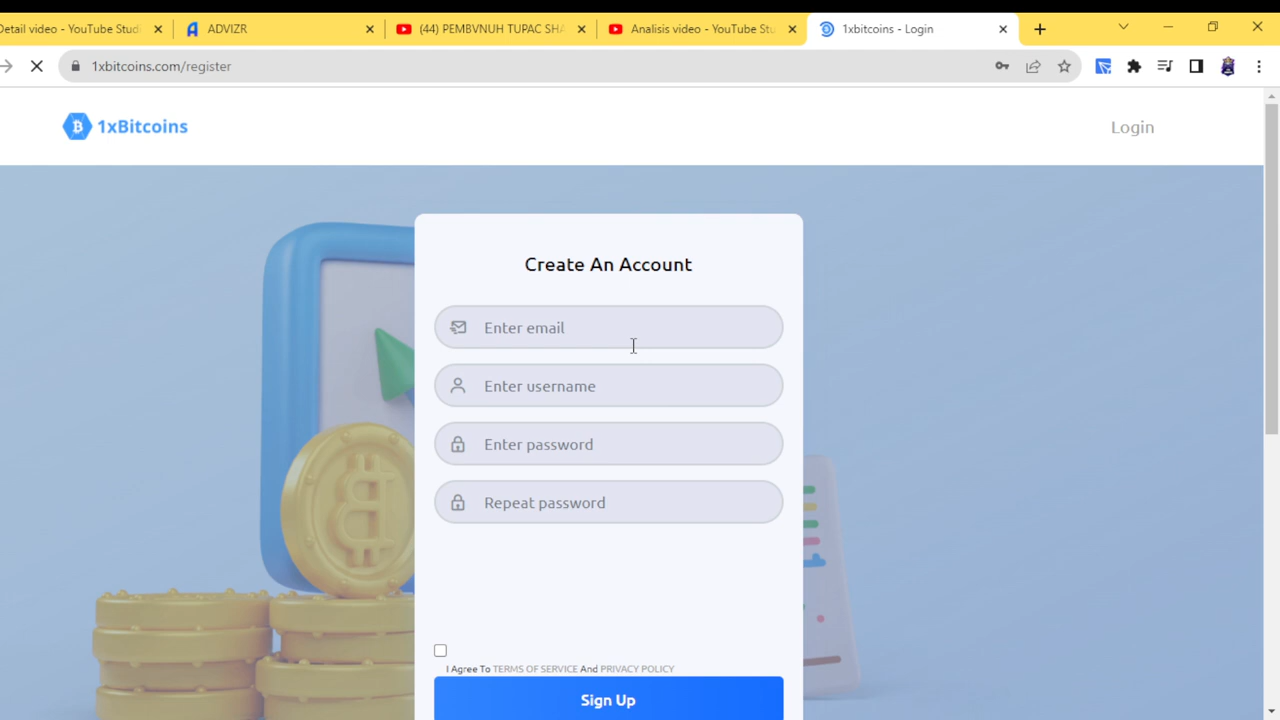 Detail video - YouTube Studi
ADVIZR
(44) PEMBVNUH TUPAC SHA
Analisis video - YouTube Stu
1xbitcoins - Login
1xbitcoins.com/register
1xBitcoins
Login
Create An Account
Enter email
Enter username
Enter password
Repeat password
I Agree To TERMS OF SERVICE And PRIVACY POLICY
Sign Up